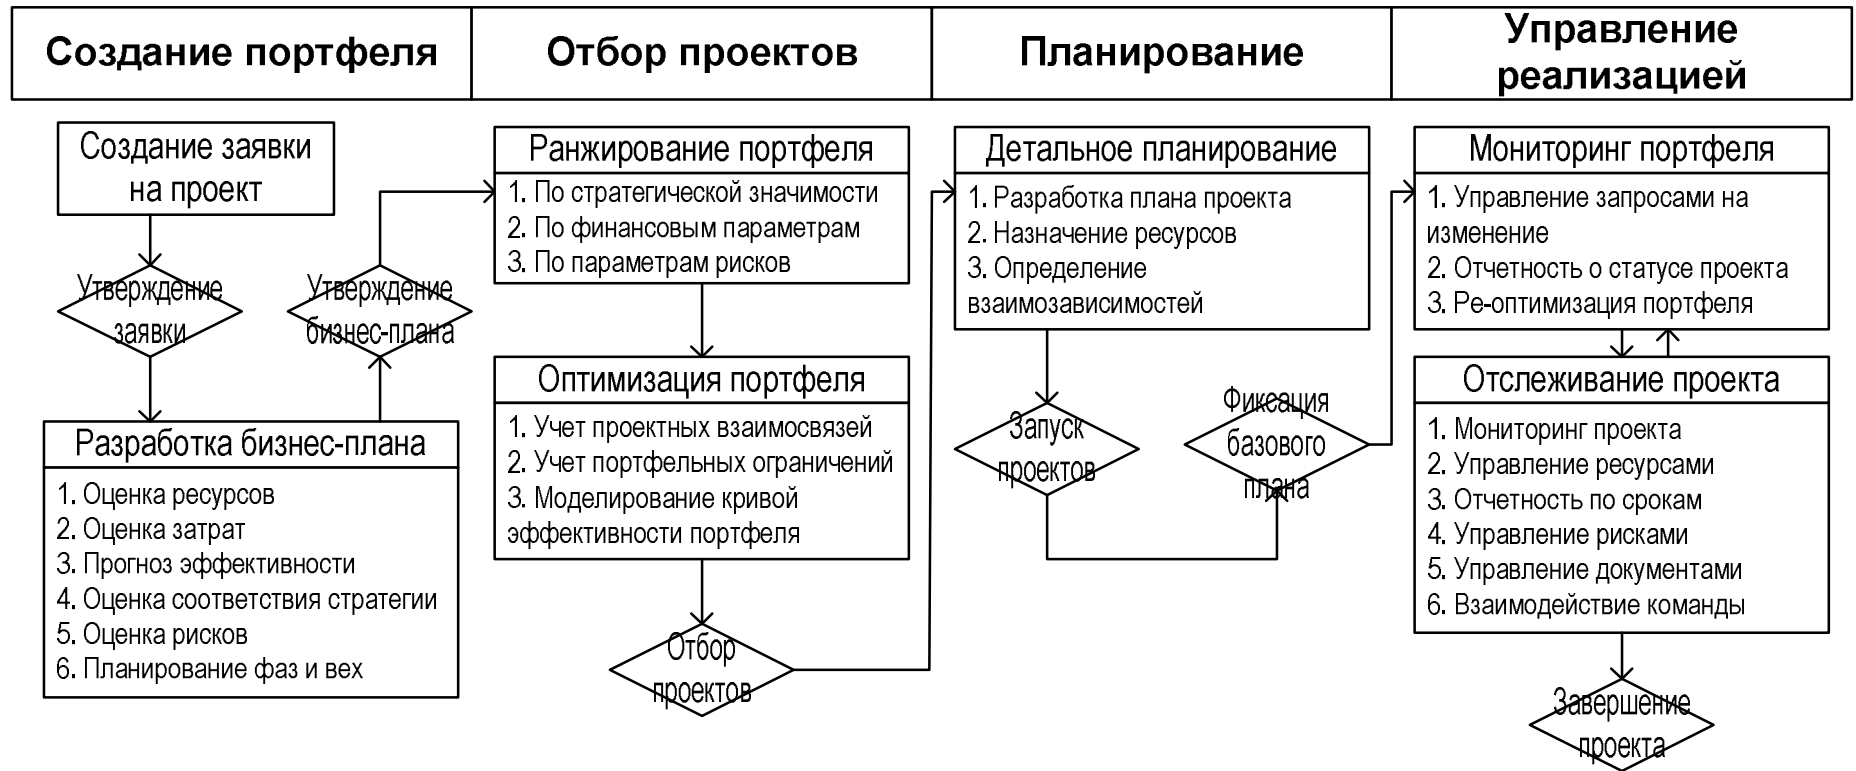 Создание портфеля
Отбор проектов
Планирование
Управление
реализацией
Создание заявки
на проект
Утверждение
заявки
Разработка бизнес-плана
1. Оценка ресурсов
2. Оценка затрат
3. Прогноз эффективности
4. Оценка соответствия стратегии
5. Оценка рисков
6. Планирование фаз и вех
Утверждение
бизнес-плана
Ранжирование портфеля
1. По стратегической значимости
2. По финансовым параметрам
3. По параметрам рисков
Оптимизация портфеля
1. Учет проектных взаимосвязей
2. Учет портфельных ограничений
3. Моделирование кривой
эффективности портфеля
Отбор
проектов
Детальное планирование
1. Разработка плана проекта
2. Назначение ресурсов
3. Определение
взаимозависимостей
Запуск
проектов
Фиксация
базового
плана
Мониторинг портфеля
1. Управление запросами на
изменение
2. Отчетность о статусе проекта
3. Ре-оптимизация портфеля
Отслеживание проекта
1. Мониторинг проекта
2. Управление ресурсами
3. Отчетность по срокам
4. Управление рисками
5. Управление документами
6. Взаимодействие команды
Завершение
проекта